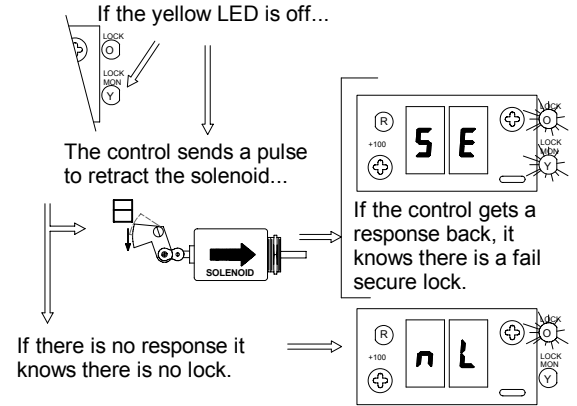 If the yellow LED is off...
LOCK
O
LOCK
MON
Y
The control sends a pulse
to retract the solenoid...
SOLENOID
R
+100
SE
LOCK
O
LOCK
MON
Y
If the control gets a
response back, it
knows there is a fail
secure lock.
If there is no response it
knows there is no lock.
R
+100
nL
LOCK
O
LOCK
MON
Y